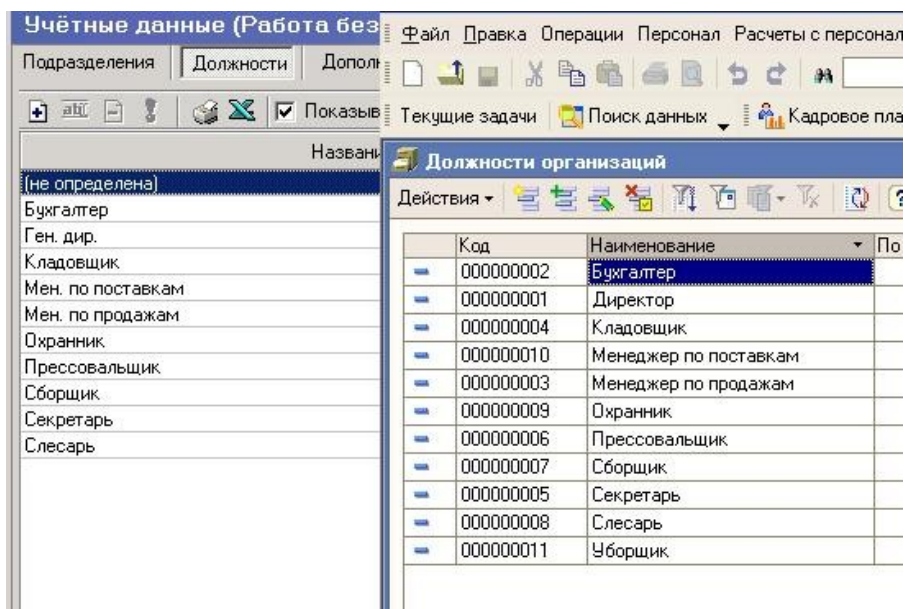 Учётные данные (Работа без
Подразделения Должности Дополн
Показыв
Названи
(не определена)
Бухгалтер
Ген. дир.
Кладовщик
Мен. по поставкам
Мен. по продажам
Охранник
Прессовальщик
Сборщик
Секретарь
Слесарь
Файл Правка Операции Персонал Расчеты с персонал
Текущие задачи Поиск данных Кадровое пла
Должности организаций
Действия
Код Наименование По
000000002 Бухгалтер
000000001 Директор
000000004 Кладовщик
000000010 Менеджер по поставкам
000000003 Менеджер по продажам
000000009 Охранник
000000006 Прессовальщик
000000007 Сборщик
000000005 Секретарь
000000008 Слесарь
000000011 Уборщик